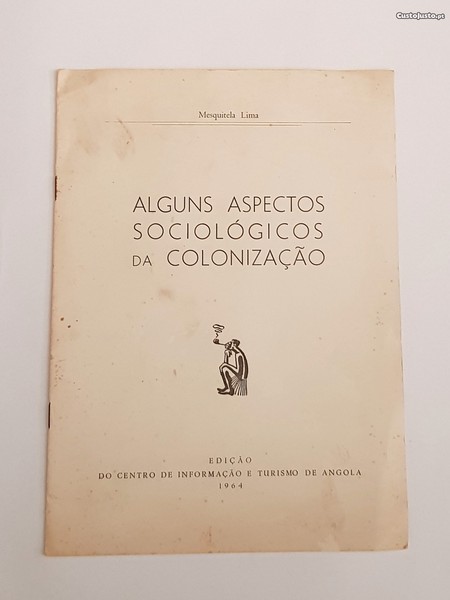 CustoJusto.pt
Mesquitela Lima
ALGUNS ASPECTOS
SOCIOLÓGICOS
DA COLONIZAÇÃO
EDIÇÃO
DO CENTRO DE INFORMAÇÃO E TURISMO DE ANGOLA
1964